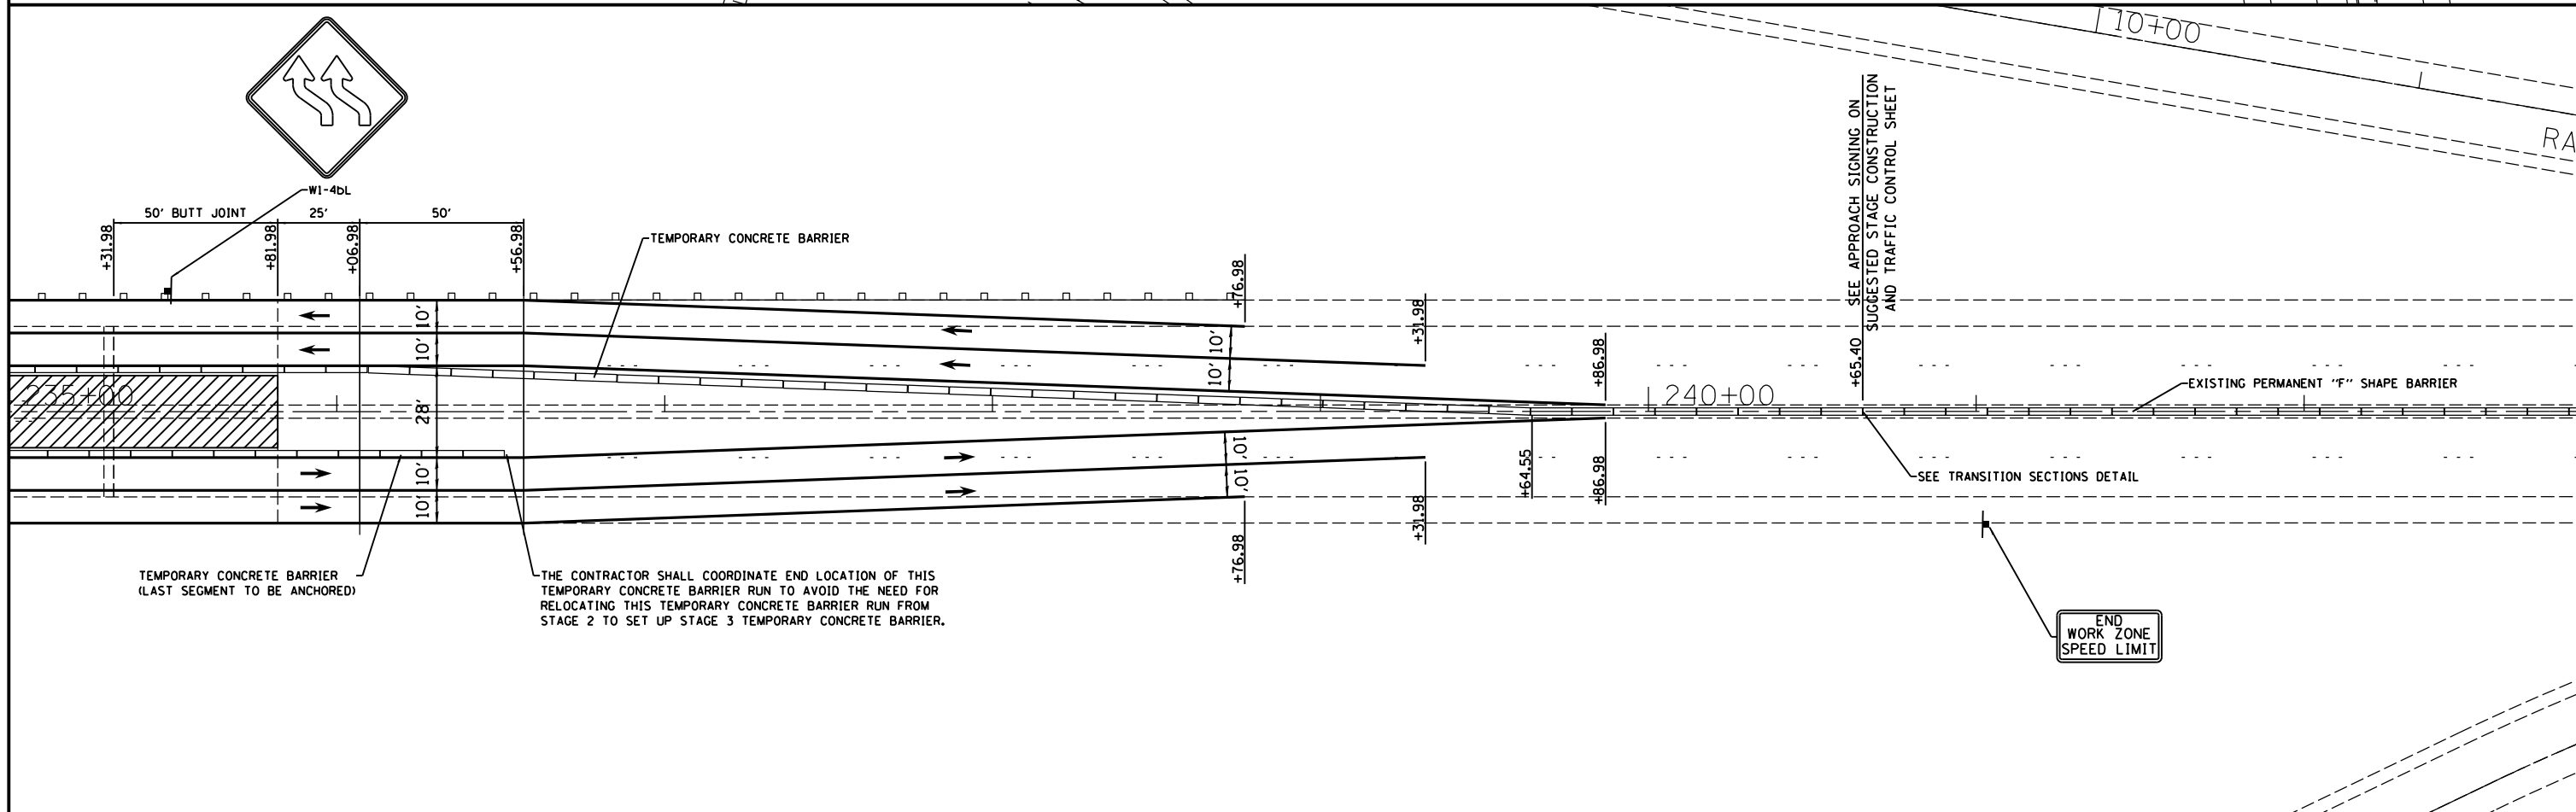 10+00
RA
SEE APPROACH SIGNING ON
SUGGESTED STAGE CONSTRUCTION
AND TRAFFIC CONTROL SHEET
W1-4bL
50' BUTT JOINT
25'
50'
+31.98
+81.98
+06.98
+56.98
TEMPORARY CONCRETE BARRIER
+76.98
+31.98
+86.98
+65.40
10'
10'
28'
10'
10'
10'
10'
10'
10'
235+00
240+00
EXISTING PERMANENT "F" SHAPE BARRIER
+64.55
+86.98
+31.98
+76.98
SEE TRANSITION SECTIONS DETAIL
TEMPORARY CONCRETE BARRIER
(LAST SEGMENT TO BE ANCHORED)
THE CONTRACTOR SHALL COORDINATE END LOCATION OF THIS
TEMPORARY CONCRETE BARRIER RUN TO AVOID THE NEED FOR
RELOCATING THIS TEMPORARY CONCRETE BARRIER RUN FROM
STAGE 2 TO SET UP STAGE 3 TEMPORARY CONCRETE BARRIER.
END
WORK ZONE
SPEED LIMIT